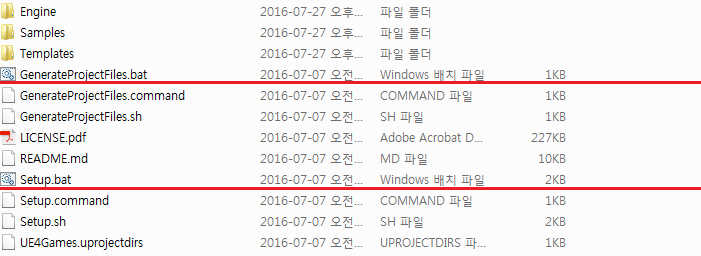 Engine 2016-07-27 오후... 파일 폴더
Samples 2016-07-27 오후... 파일 폴더
Templates 2016-07-27 오후... 파일 폴더
GenerateProjectFiles.bat 2016-07-07 오전... Windows 배치 파일 1KB
GenerateProjectFiles.command 2016-07-07 오전... COMMAND 파일 1KB
GenerateProjectFiles.sh 2016-07-07 오전... SH 파일 1KB
LICENSE.pdf 2016-07-07 오전... Adobe Acrobat D... 227KB
README.md 2016-07-07 오전... MD 파일 10KB
Setup.bat 2016-07-07 오전... Windows 배치 파일 2KB
Setup.command 2016-07-07 오전... COMMAND 파일 1KB
Setup.sh 2016-07-07 오전... SH 파일 2KB
UE4Games.uprojectdirs 2016-07-07 오전... UPROJECTDIRS 파... 1KB